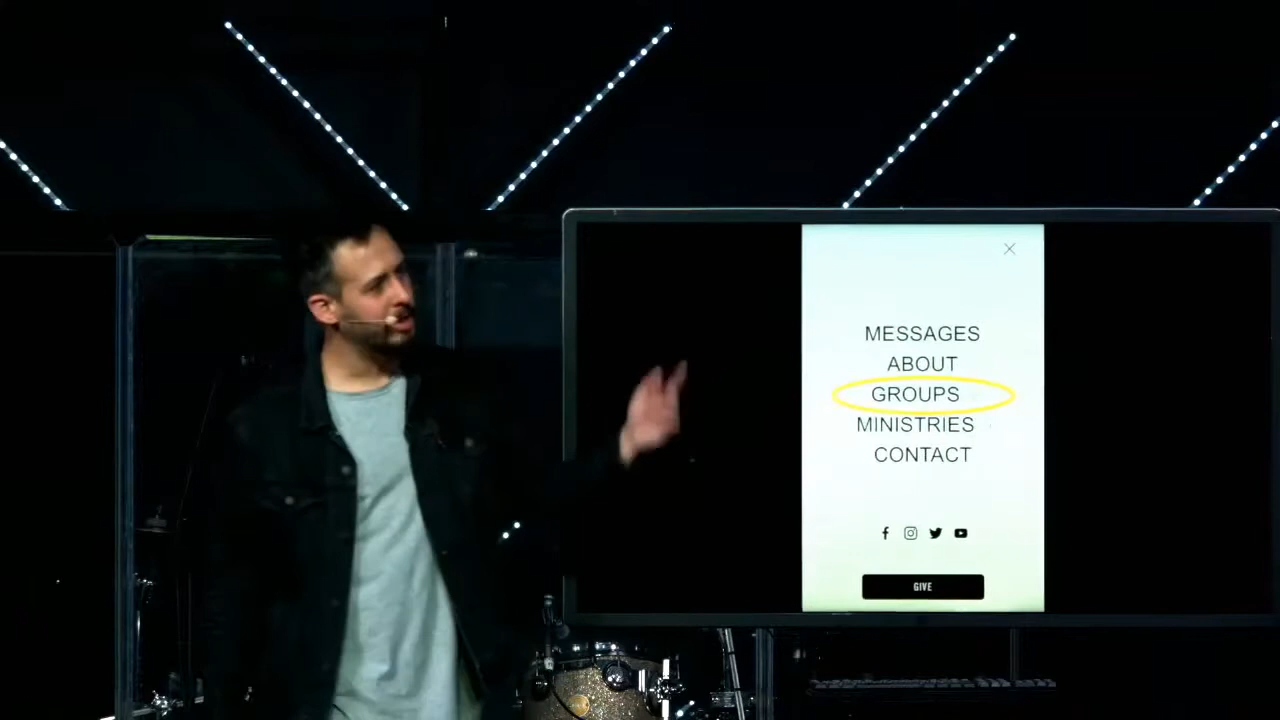 MESSAGES
ABOUT
GROUPS
MINISTRIES
CONTACT
GIVE